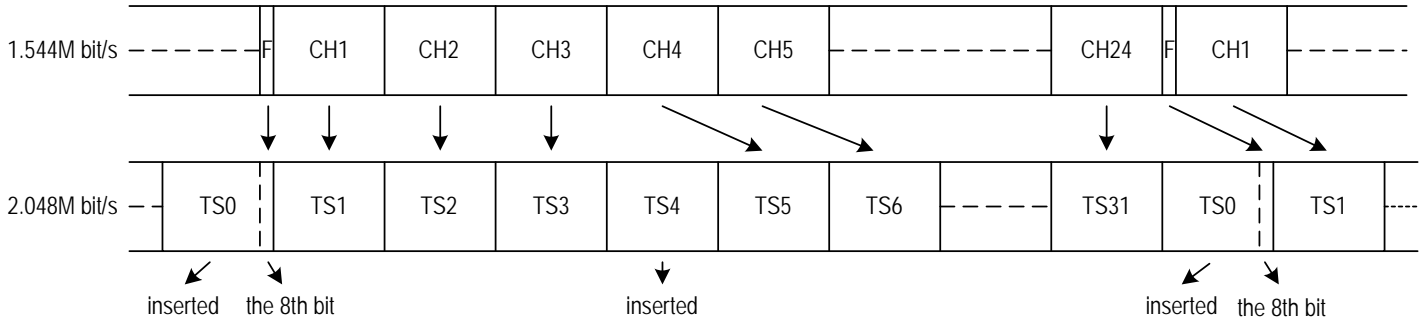 1.544M bit/s F CH1 CH2 CH3 CH4 CH5 CH24 F CH1
2.048M bit/s TS0 TS1 TS2 TS3 TS4 TS5 TS6 TS31 TS0 TS1
inserted the 8th bit inserted inserted the 8th bit